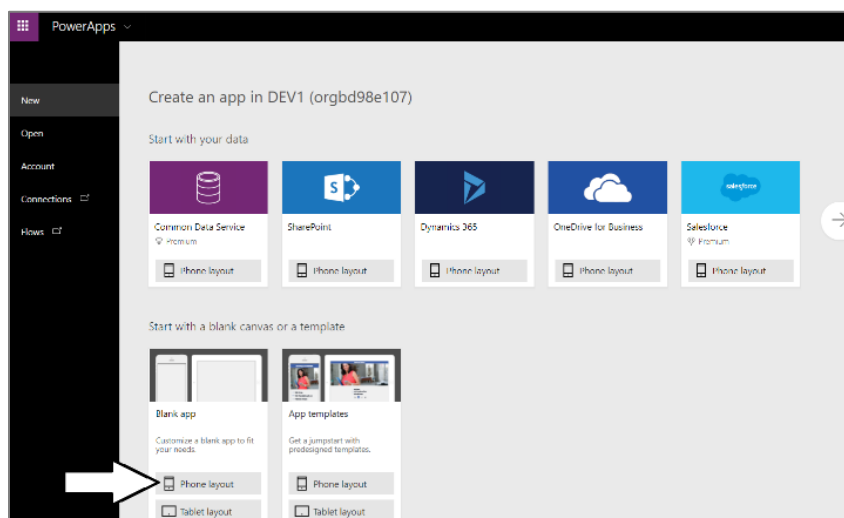 PowerApps
New
Open
Account
Connections
Flows
Create an app in DEV1 (orgbd98e107)
Start with your data
S
salesforce
Common Data Service
Premium
SharePoint
Dynamics 365
OneDrive for Business
Salesforce
Premium
Phone layout
Phone layout
Phone layout
Phone layout
Phone layout
Start with a blank canvas or a template
Blank app
Customize a blank app to fit
your needs.
App templates
Get a jumpstart with
predesigned templates.
Phone layout
Phone layout
Tablet layout
Tablet layout